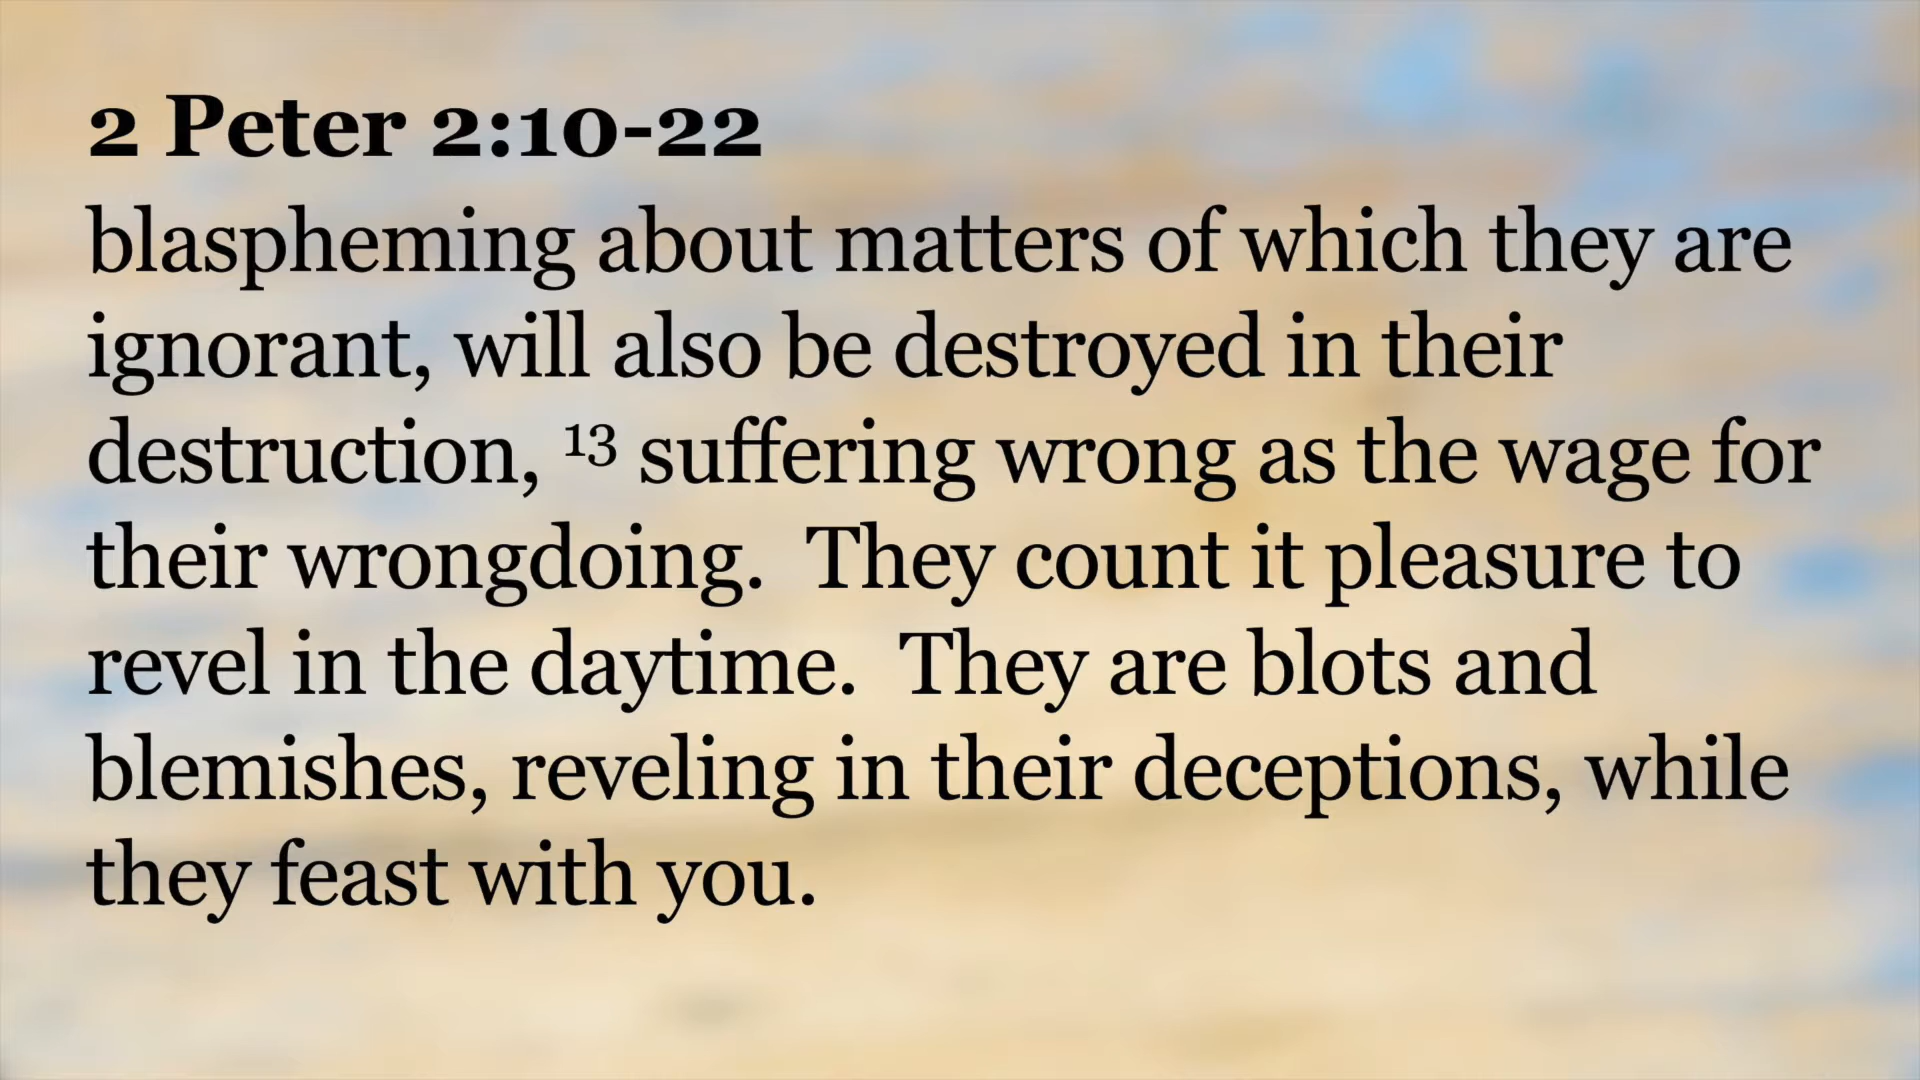 2 Peter 2:10-22
blaspheming about matters of which they are
ignorant, will also be destroyed in their
destruction, ¹³ suffering wrong as the wage for
their wrongdoing.  They count it pleasure to
revel in the daytime.  They are blots and
blemishes, reveling in their deceptions, while
they feast with you.